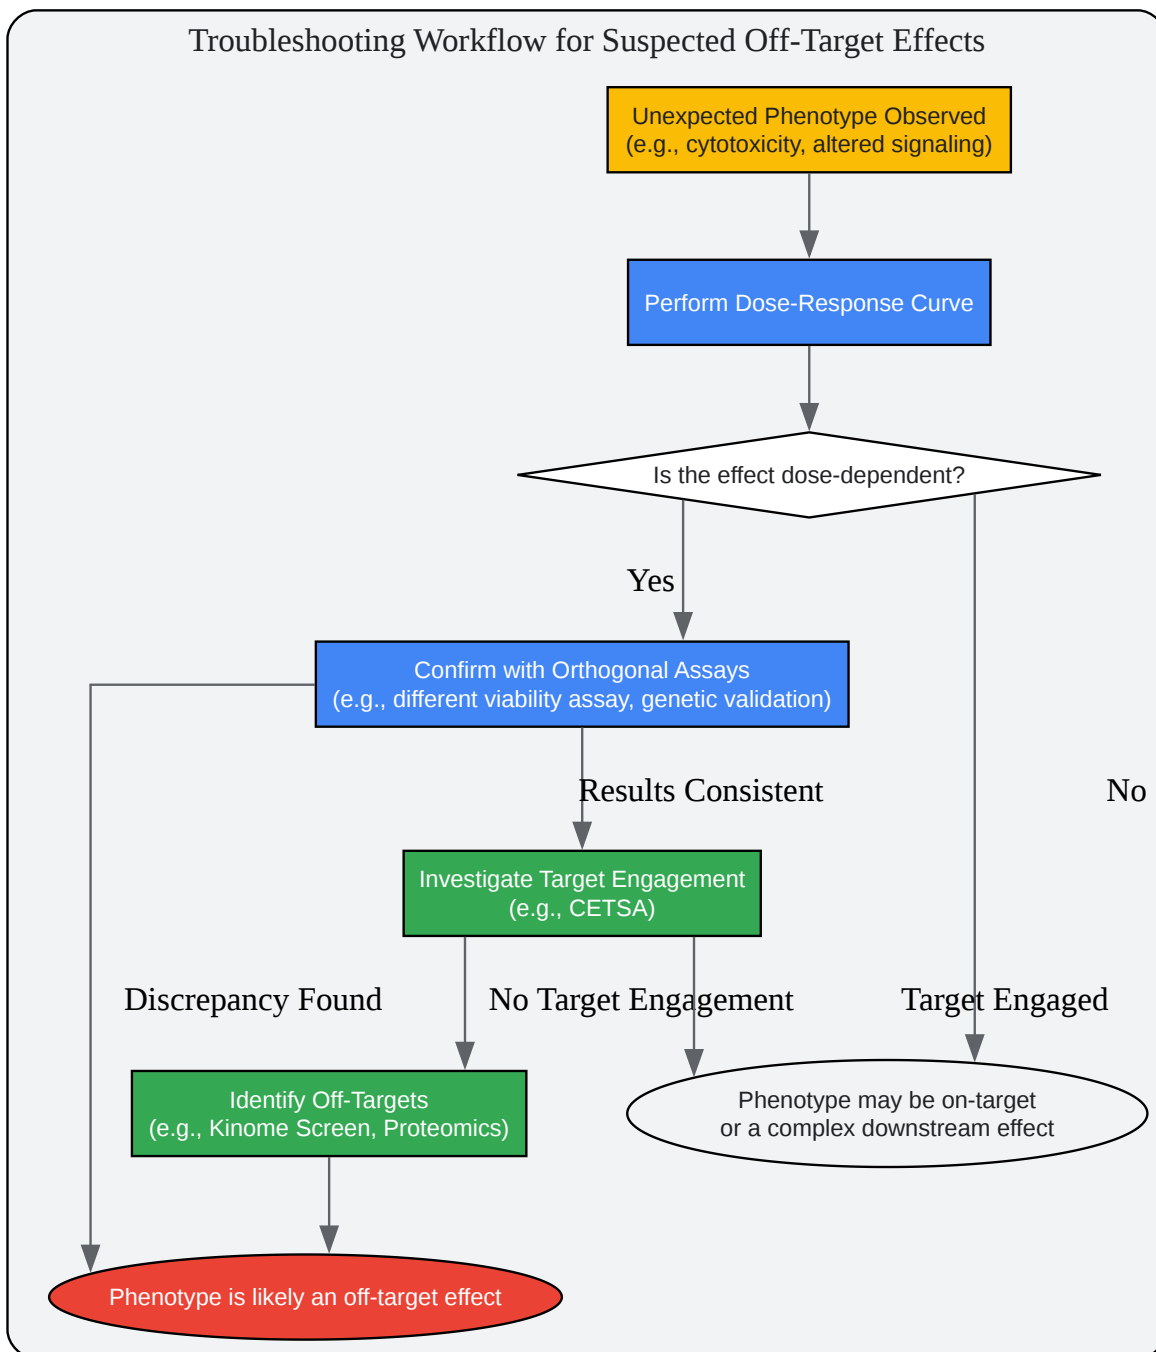 Troubleshooting Workflow for Suspected Off-Target Effects
Unexpected Phenotype Observed
(e.g., cytotoxicity, altered signaling)
Perform Dose-Response Curve
Is the effect dose-dependent?
Yes
Confirm with Orthogonal Assays
(e.g., different viability assay, genetic validation)
Results Consistent
No
Investigate Target Engagement
(e.g., CETSA)
Discrepancy Found
No Target Engagement
Target Engaged
Identify Off-Targets
(e.g., Kinome Screen, Proteomics)
Phenotype may be on-target
or a complex downstream effect
Phenotype is likely an off-target effect